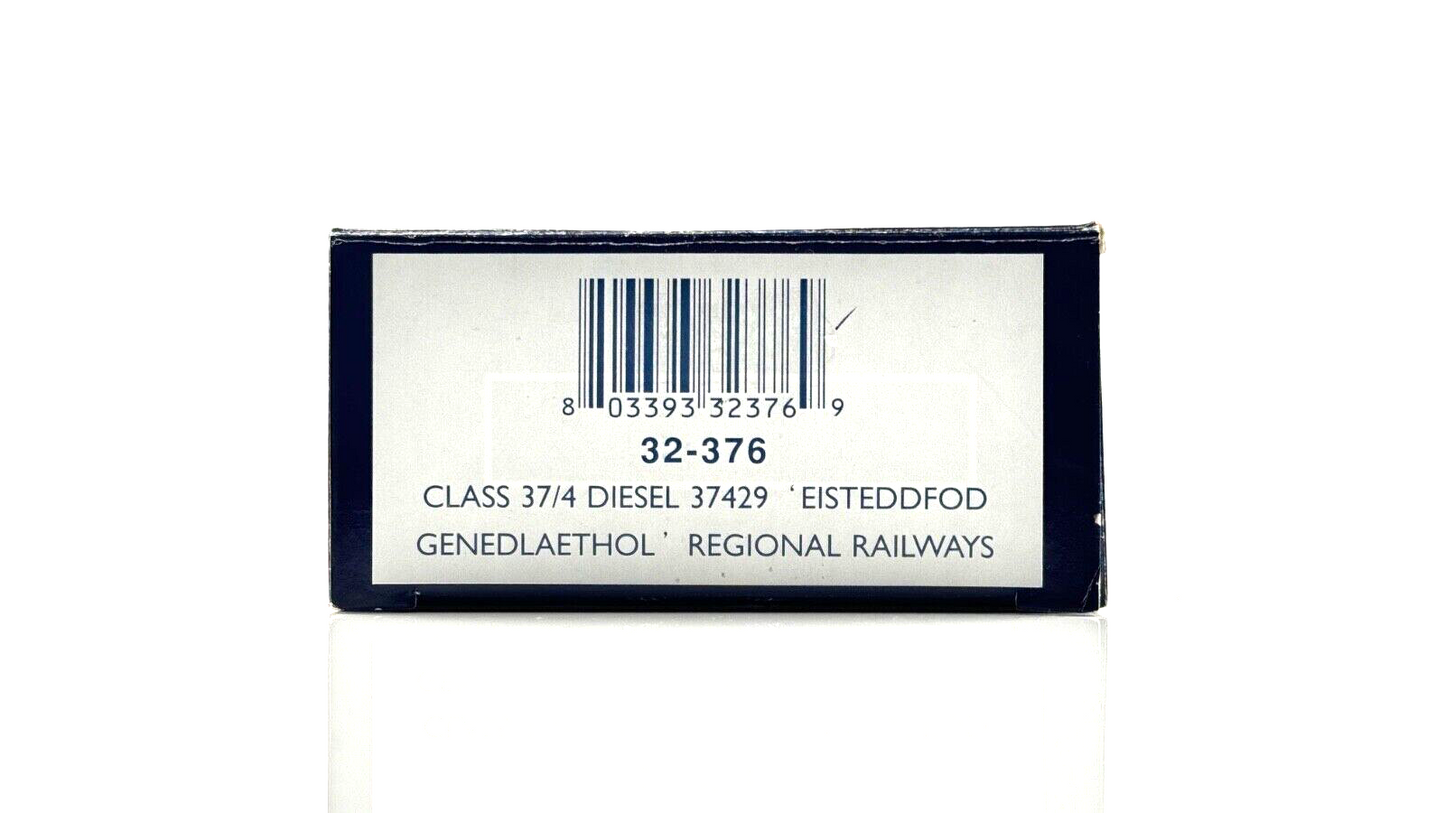 8 03393 32376 9
32-376
CLASS 37/4 DIESEL 37429 ‘EISTEDDFOD
GENEDLAETHOL’ REGIONAL RAILWAYS